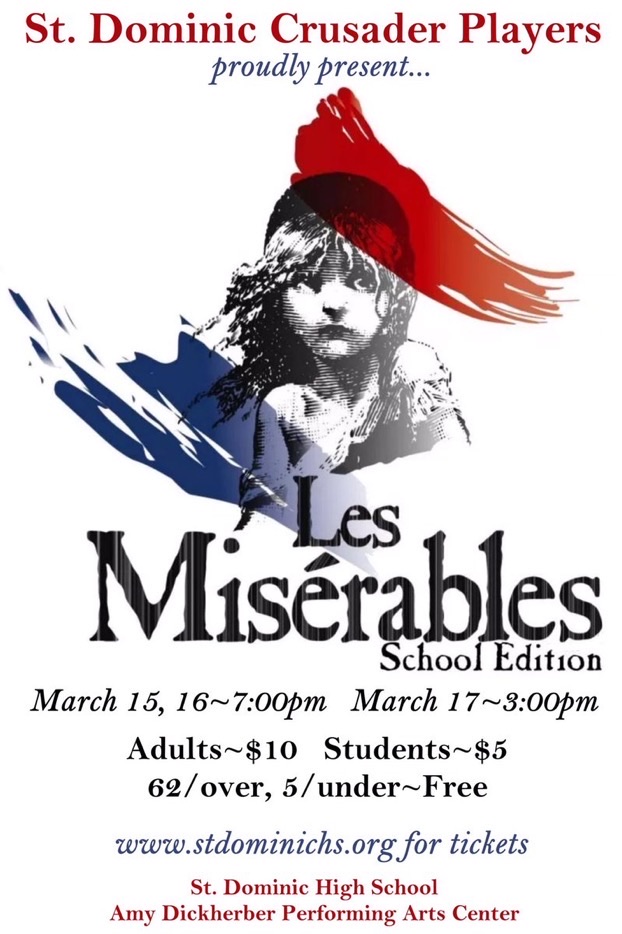 St. Dominic Crusader Players
proudly present...
Les
Misérables
School Edition
March 15, 16~7:00pm March 17~3:00pm
Adults~$10 Students~$5
62/over, 5/under~Free
www.stdominichs.org for tickets
St. Dominic High School
Amy Dickherber Performing Arts Center